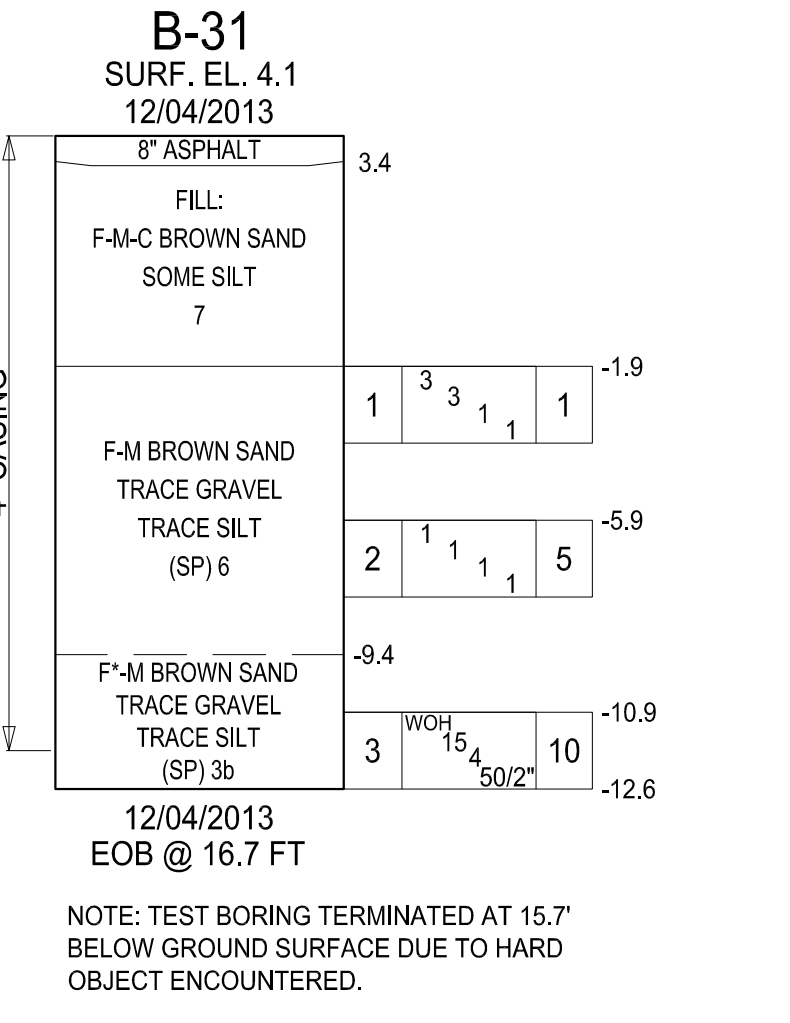 B-31
SURF. EL. 4.1
12/04/2013
8" ASPHALT
3.4
FILL:
F-M-C BROWN SAND
SOME SILT
7
-1.9
1 3 3 1 1 1
F-M BROWN SAND
TRACE GRAVEL
TRACE SILT
(SP) 6
-5.9
2 1 1 1 1 5
-9.4
F*-M BROWN SAND
TRACE GRAVEL
TRACE SILT
(SP) 3b
-10.9
3 WOH 15 4 50/2" 10
-12.6
12/04/2013
EOB @ 16.7 FT
NOTE: TEST BORING TERMINATED AT 15.7'
BELOW GROUND SURFACE DUE TO HARD
OBJECT ENCOUNTERED.